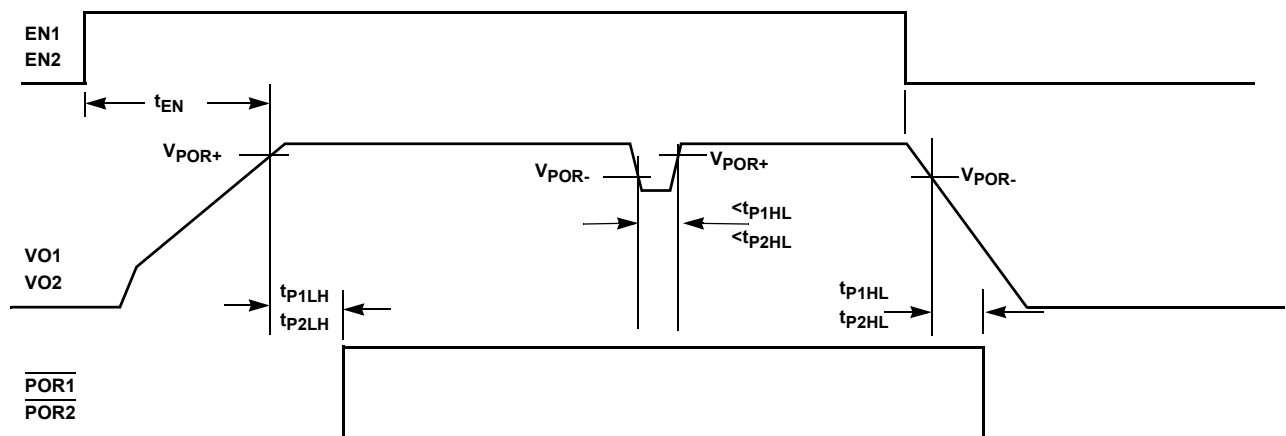 EN1
EN2
tEN
VPOR+
VPOR-
VPOR+
VPOR-
<tP1HL
<tP2HL
VO1
VO2
tP1LH
tP2LH
tP1HL
tP2HL
POR1
POR2